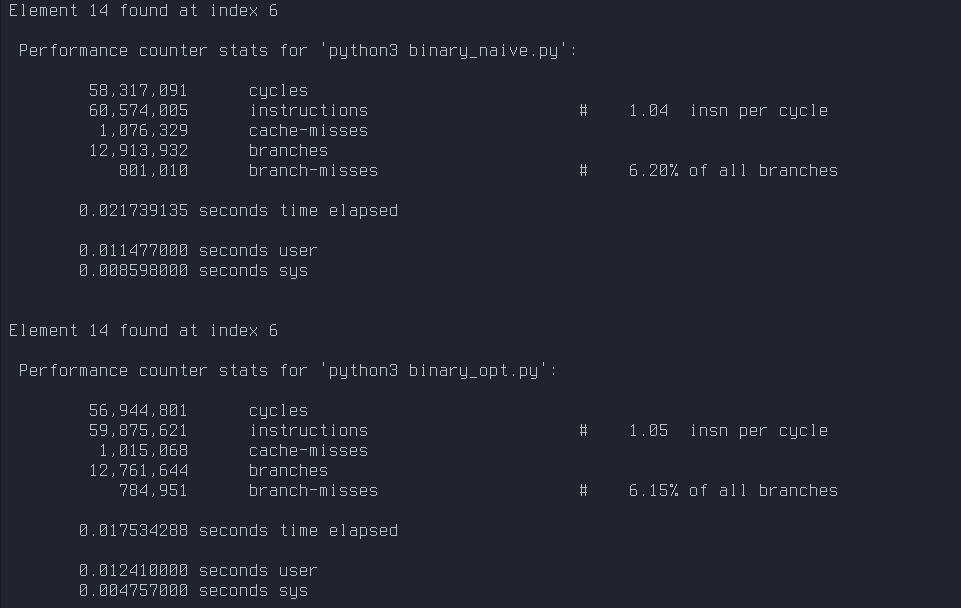 Element 14 found at index 6
Performance counter stats for 'python3 binary_naive.py':
58,317,091 cycles
60,574,005 instructions # 1.04 insn per cycle
1,076,329 cache-misses
12,913,932 branches
801,010 branch-misses # 6.20% of all branches
0.021739135 seconds time elapsed
0.011477000 seconds user
0.008598000 seconds sys
Element 14 found at index 6
Performance counter stats for 'python3 binary_opt.py':
56,944,801 cycles
59,875,621 instructions # 1.05 insn per cycle
1,015,068 cache-misses
12,761,644 branches
784,951 branch-misses # 6.15% of all branches
0.017534288 seconds time elapsed
0.012410000 seconds user
0.004757000 seconds sys